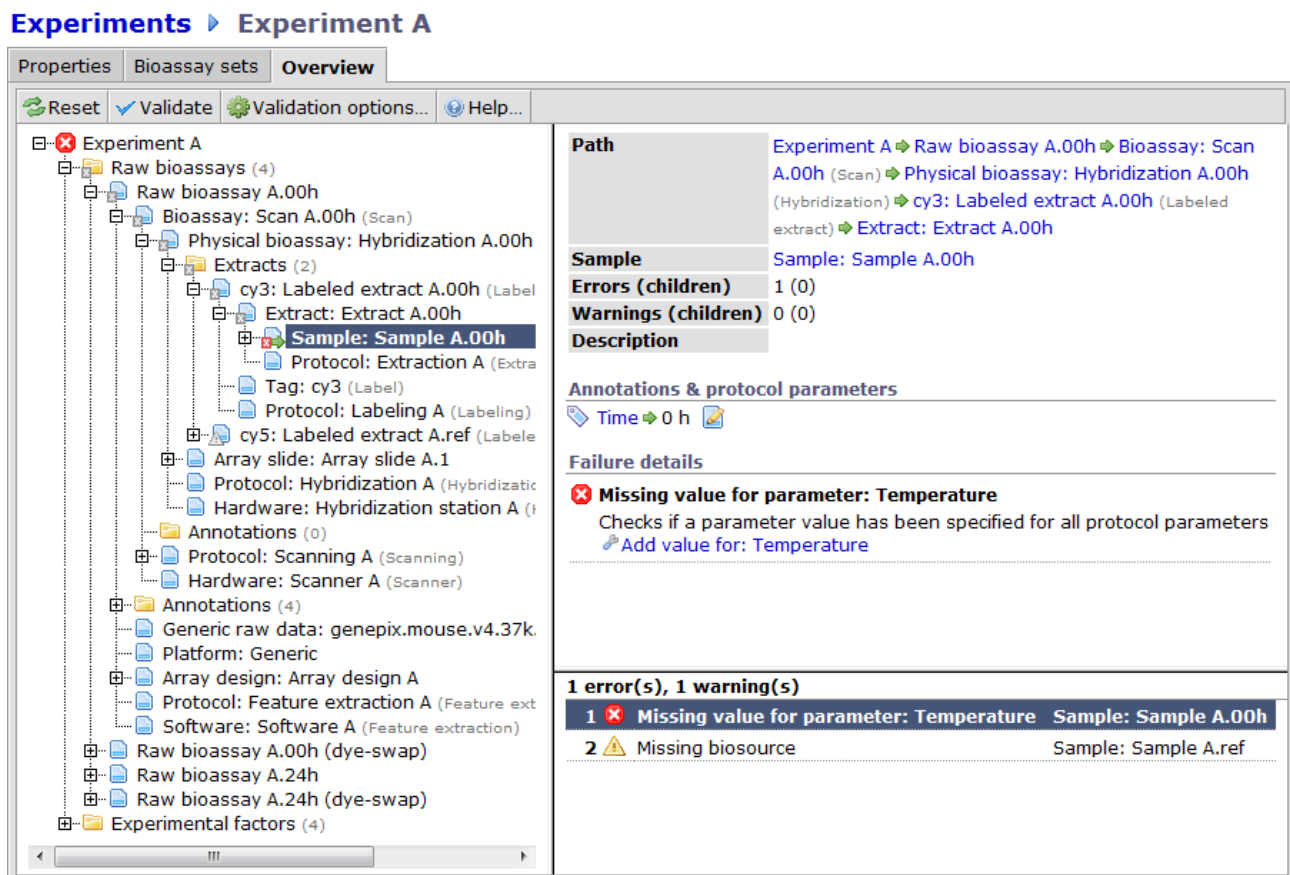 Experiments Experiment A
Properties Bioassay sets Overview
Reset Validate Validation options... Help...
Experiment A
Raw bioassays (4)
Raw bioassay A.00h
Bioassay: Scan A.00h (Scan)
Physical bioassay: Hybridization A.00h
Extracts (2)
cy3: Labeled extract A.00h (Label
Extract: Extract A.00h
Sample: Sample A.00h
Protocol: Extraction A (Extra
Tag: cy3 (Label)
Protocol: Labeling A (Labeling)
cy5: Labeled extract A.ref (Labele
Array slide: Array slide A.1
Protocol: Hybridization A (Hybridizatic
Hardware: Hybridization station A (H
Annotations (0)
Protocol: Scanning A (Scanning)
Hardware: Scanner A (Scanner)
Annotations (4)
Generic raw data: genepix.mouse.v4.37k.
Platform: Generic
Array design: Array design A
Protocol: Feature extraction A (Feature ext
Software: Software A (Feature extraction)
Raw bioassay A.00h (dye-swap)
Raw bioassay A.24h
Raw bioassay A.24h (dye-swap)
Experimental factors (4)
Path Experiment A Raw bioassay A.00h Bioassay: Scan
A.00h (Scan) Physical bioassay: Hybridization A.00h
(Hybridization) cy3: Labeled extract A.00h (Labeled
extract) Extract: Extract A.00h
Sample Sample: Sample A.00h
Errors (children) 1 (0)
Warnings (children) 0 (0)
Description
Annotations & protocol parameters
Time 0 h
Failure details
Missing value for parameter: Temperature
Checks if a parameter value has been specified for all protocol parameters
Add value for: Temperature
1 error(s), 1 warning(s)
1 Missing value for parameter: Temperature Sample: Sample A.00h
2 Missing biosource Sample: Sample A.ref